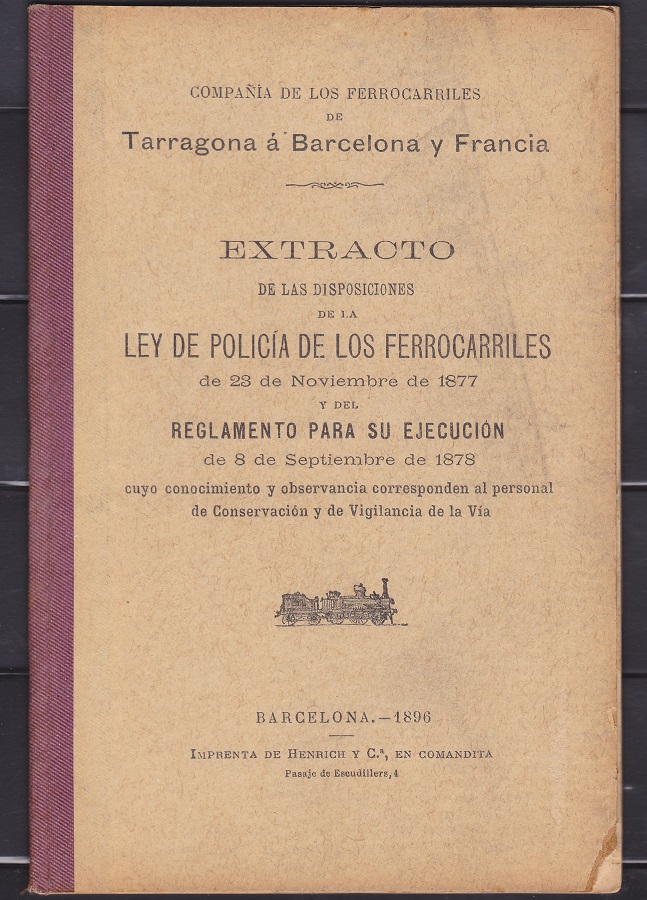 COMPAÑÍA DE LOS FERROCARRILES
DE
Tarragona á Barcelona y Francia
EXTRACTO
DE LAS DISPOSICIONES
DE LA
LEY DE POLICÍA DE LOS FERROCARRILES
de 23 de Noviembre de 1877
Y DEL
REGLAMENTO PARA SU EJECUCIÓN
de 8 de Septiembre de 1878
cuyo conocimiento y observancia corresponden al personal
de Conservación y de Vigilancia de la Vía
BARCELONA.—1896
IMPRENTA DE HENRICH Y C.ª, EN COMANDITA
Pasaje de Escudillers, 4